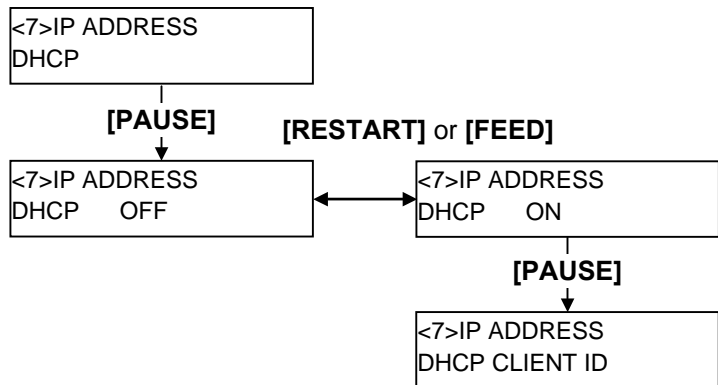 <7>IP ADDRESS
DHCP
[PAUSE]
[RESTART] or [FEED]
<7>IP ADDRESS
DHCP OFF
<7>IP ADDRESS
DHCP ON
[PAUSE]
<7>IP ADDRESS
DHCP CLIENT ID